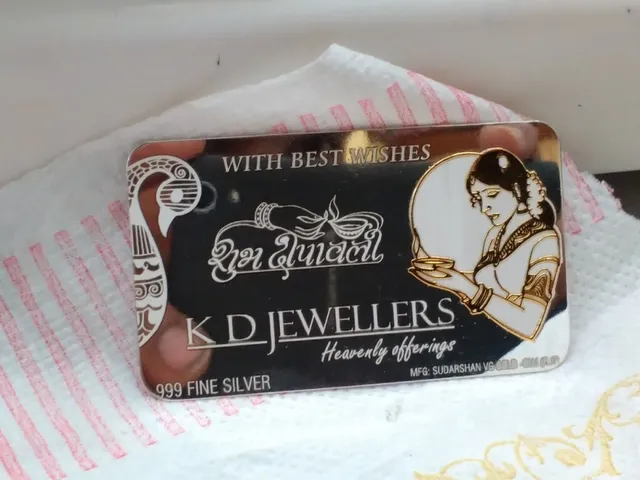 WITH BEST WISHES
શુભ દીપાવલી
K D JEWELLERS
Heavenly offerings
MFG: SUDARSHAN
999 FINE SILVER